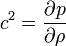 c² = ∂p/∂ρ